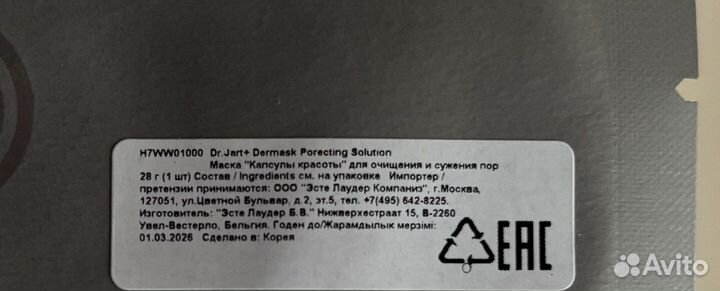 H7WW01000 Dr.Jart+ Dermask Porecting Solution
Маска "Капсулы красоты" для очищения и сужения пор
28 г (1 шт) Состав / Ingredients см. на упаковке Импортер /
претензии принимаются: ООО "Эсте Лаудер Компаниз", г.Москва,
127051, ул.Цветной Бульвар, д.2, эт.5, тел. +7(495) 642-8225.
Изготовитель: "Эсте Лаудер Б.В." Нижверхестраат 15, B-2260
Увел-Вестерло, Бельгия. Годен до/Жарамдылык мерзімі:
01.03.2026 Сделано в: Корея
EAC
Avito